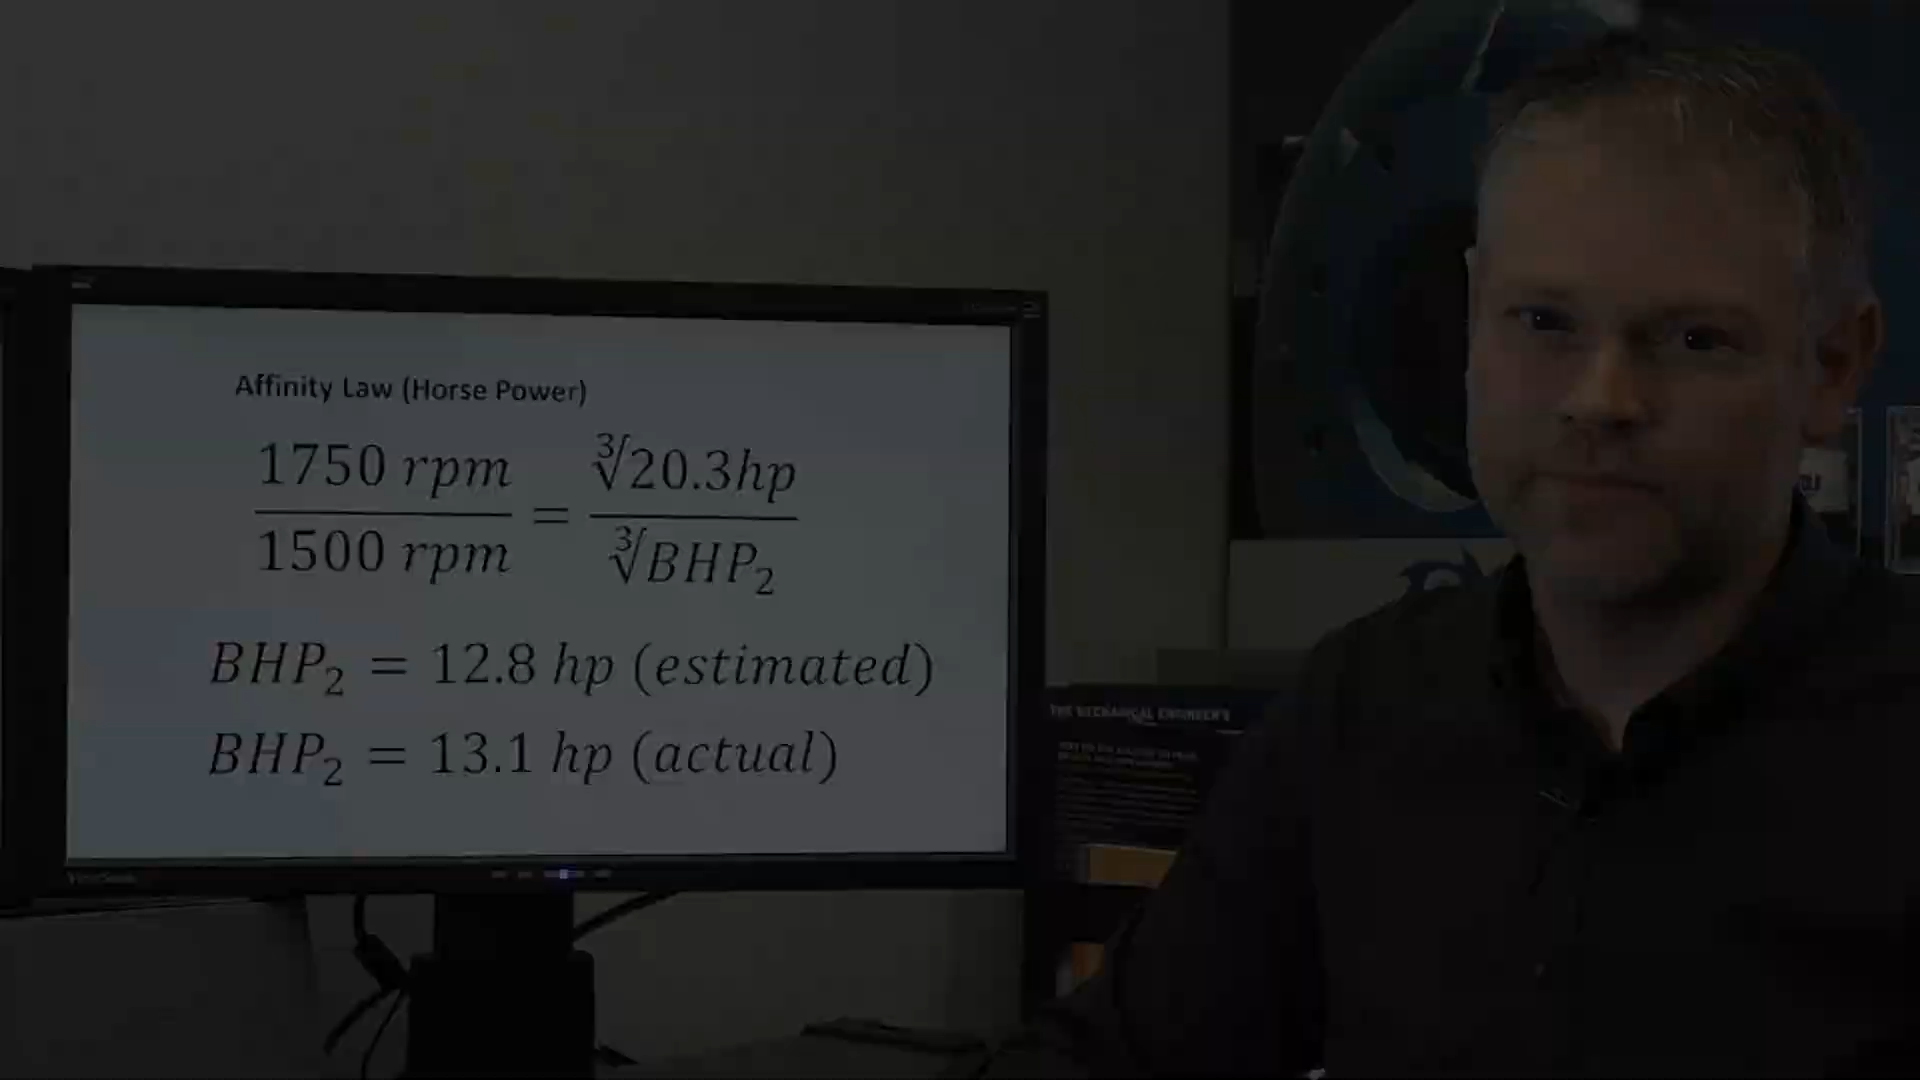 Affinity Law (Horse Power)
1750 rpm / 1500 rpm = ∛20.3hp / ∛BHP₂
BHP₂ = 12.8 hp (estimated)
BHP₂ = 13.1 hp (actual)
THE MECHANICAL ENGINEER'S